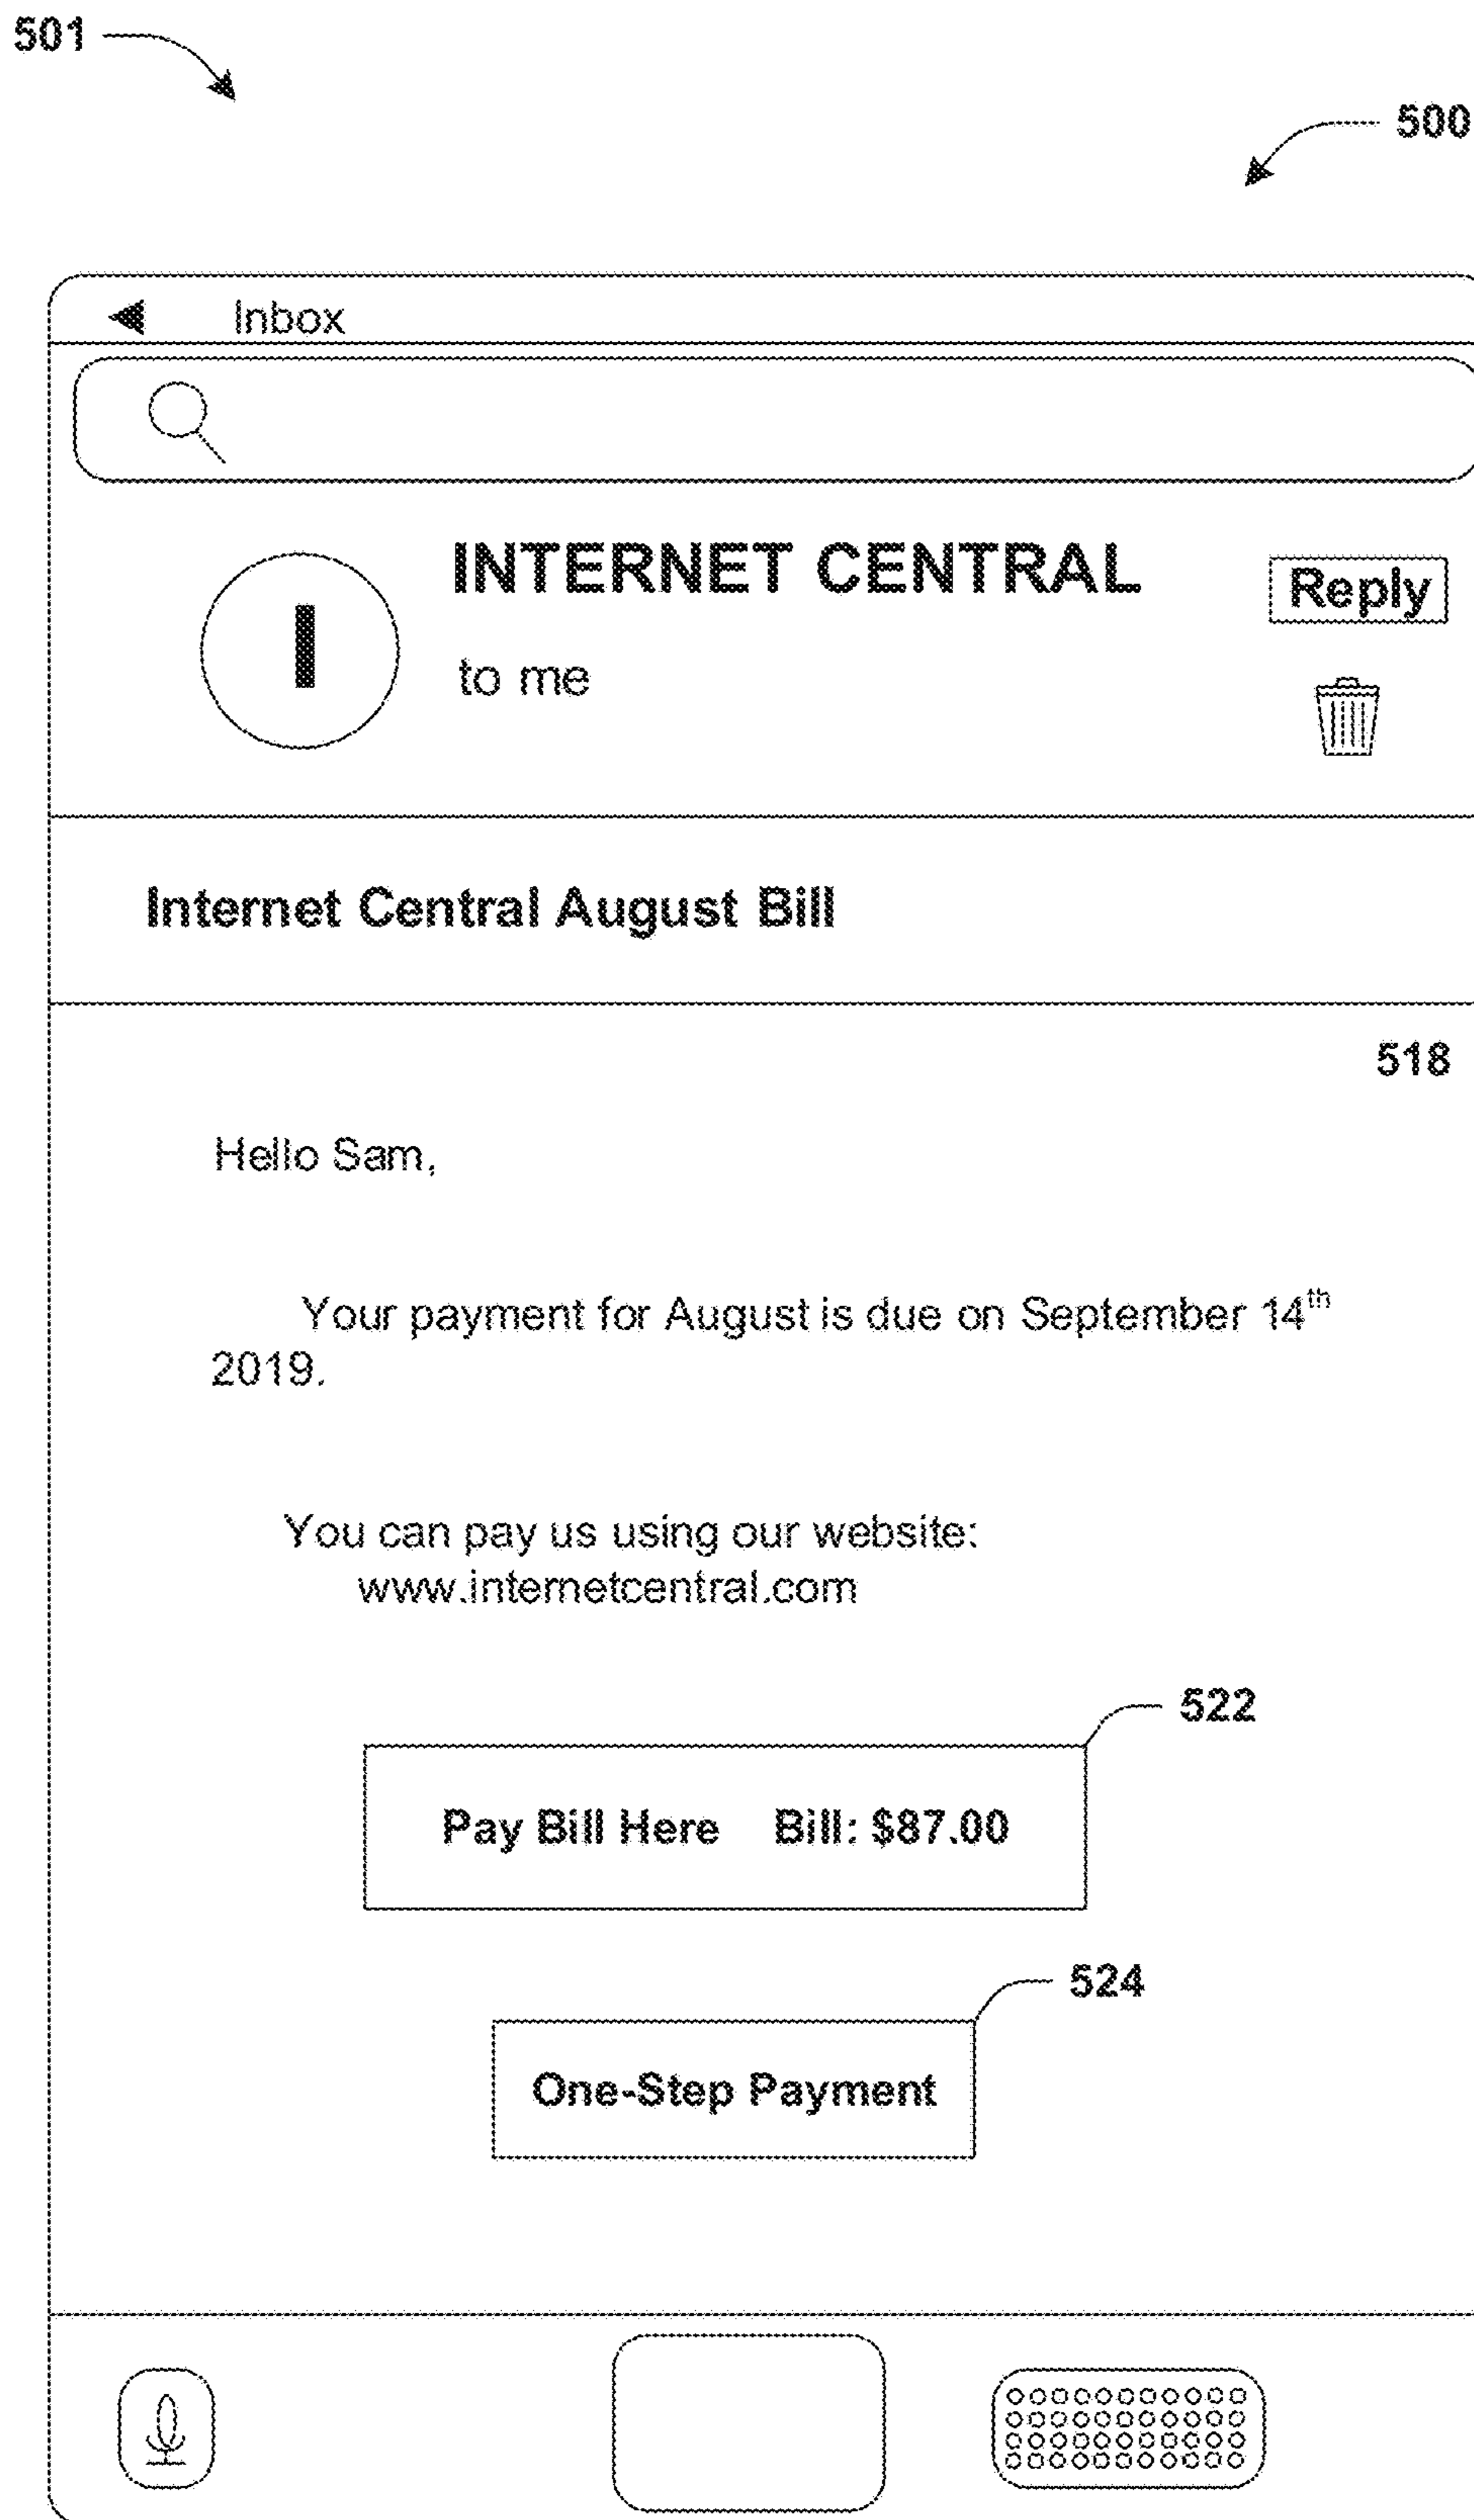 501
500
Inbox
INTERNET CENTRAL
Reply
I
to me
Internet Central August Bill
518
Hello Sam,
Your payment for August is due on September 14th
2019.
You can pay us using our website:
www.internetcentral.com
522
Pay Bill Here Bill: $87.00
524
One-Step Payment